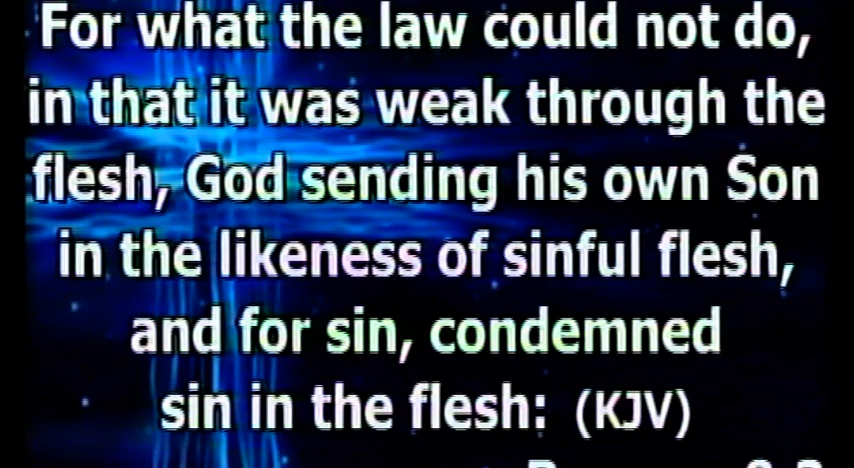 For what the law could not do,
in that it was weak through the
flesh, God sending his own Son
in the likeness of sinful flesh,
and for sin, condemned
sin in the flesh: (KJV)